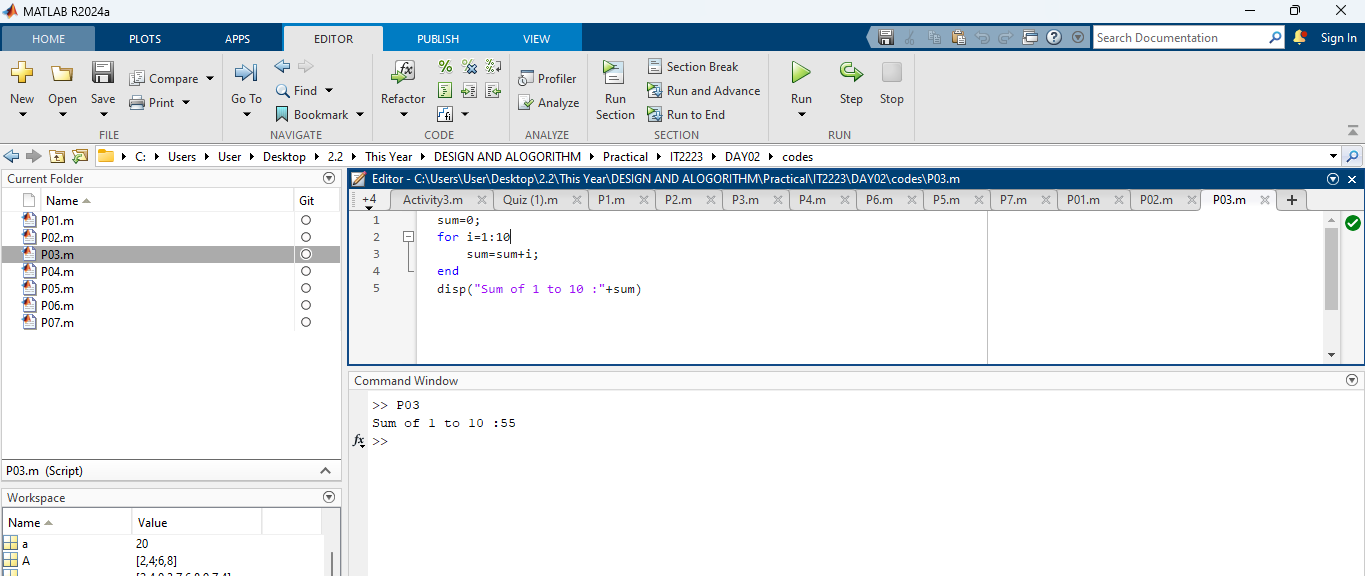 MATLAB R2024a
HOME PLOTS APPS EDITOR PUBLISH VIEW Search Documentation Sign In
New Open Save Compare Print
FILE
Go To Find Bookmark
NAVIGATE
Refactor
CODE
Profiler Analyze
ANALYZE
Run Section Section Break Run and Advance Run to End
SECTION
Run Step Stop
RUN
C: Users User Desktop 2.2 This Year DESIGN AND ALOGORITHM Practical IT2223 DAY02 codes
Current Folder
Name Git
P01.m
P02.m
P03.m
P04.m
P05.m
P06.m
P07.m
P03.m (Script)
Workspace
Name Value
a 20
A [2,4;6,8]
Editor - C:\Users\User\Desktop\2.2\This Year\DESIGN AND ALOGORITHM\Practical\IT2223\DAY02\codes\P03.m
+4 Activity3.m Quiz (1).m P1.m P2.m P3.m P4.m P6.m P5.m P7.m P01.m P02.m P03.m
1 sum=0;
2 for i=1:10
3 sum=sum+i;
4 end
5 disp("Sum of 1 to 10 :"+sum)
Command Window
>> P03
Sum of 1 to 10 :55
fx >>